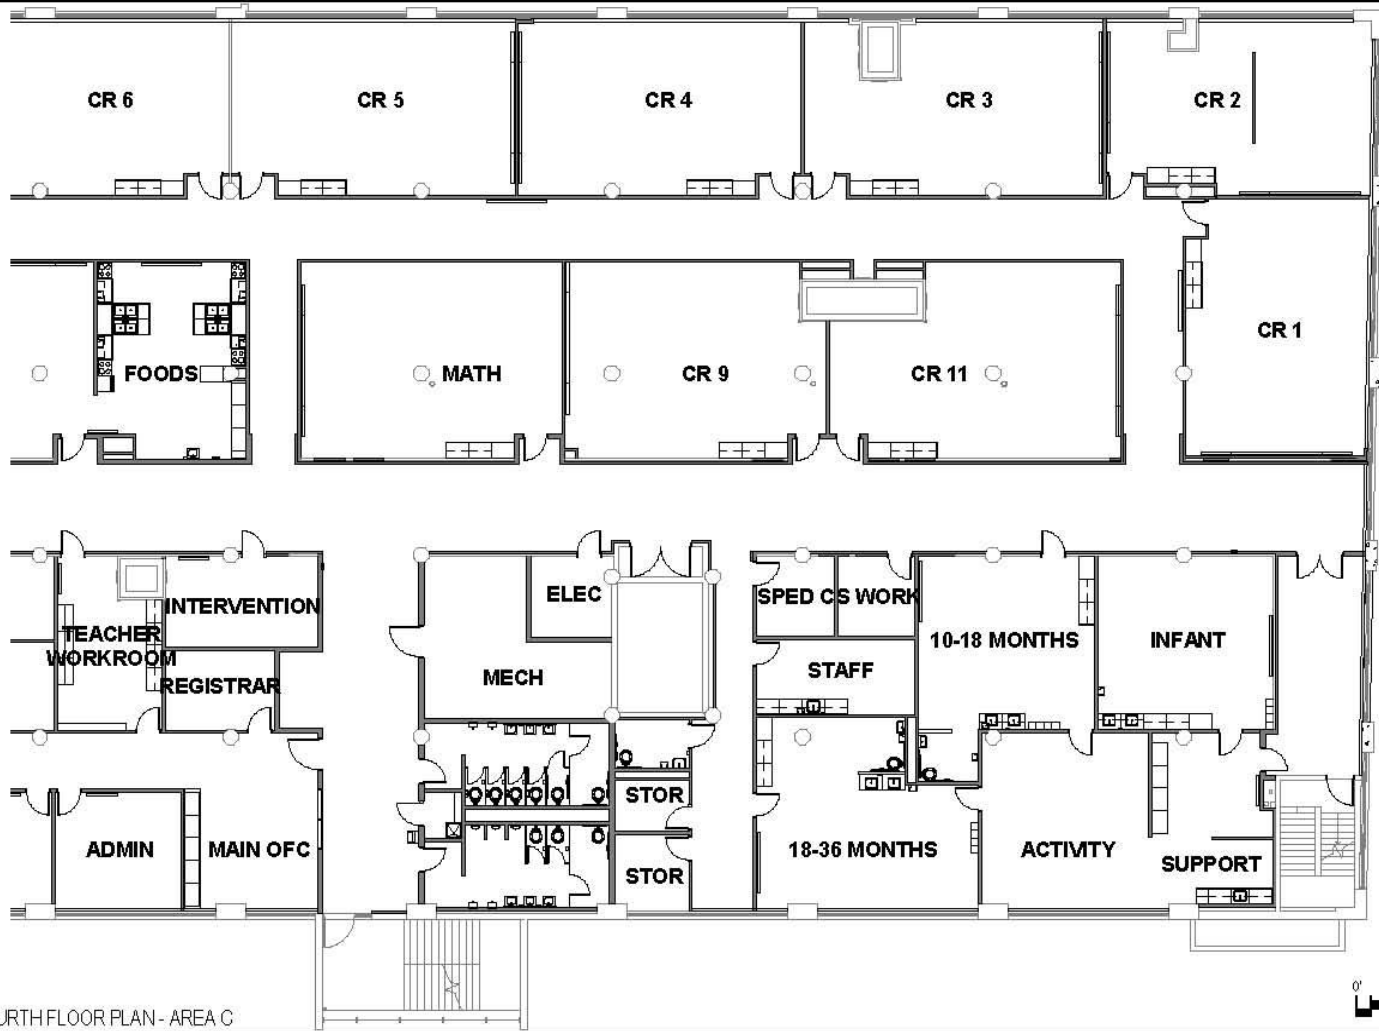 CR 6
CR 5
CR 4
CR 3
CR 2
CR 1
FOODS
MATH
CR 9
CR 11
INTERVENTION
TEACHER
WORKROOM
REGISTRAR
ELEC
MECH
SPED C
S WORK
STAFF
10-18 MONTHS
INFANT
STOR
STOR
ADMIN
MAIN OFC
18-36 MONTHS
ACTIVITY
SUPPORT
0'
URTH FLOOR PLAN - AREA C